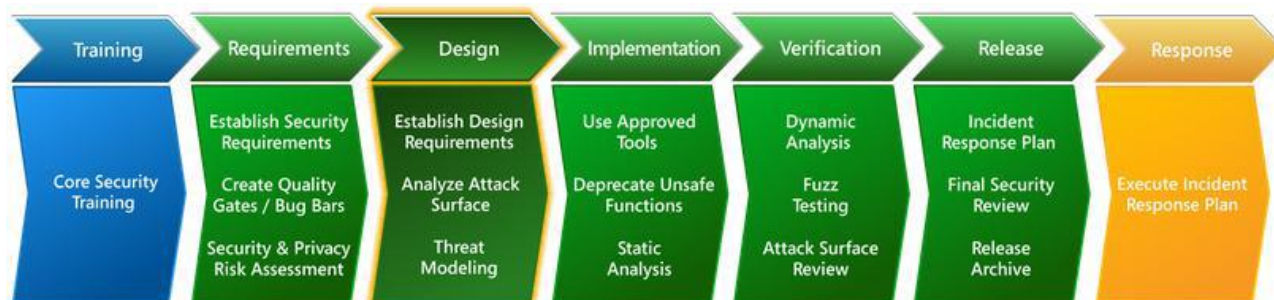 Training
Requirements
Design
Implementation
Verification
Release
Response
Core Security
Training
Establish Security
Requirements
Create Quality
Gates / Bug Bars
Security & Privacy
Risk Assessment
Establish Design
Requirements
Analyze Attack
Surface
Threat
Modeling
Use Approved
Tools
Deprecate Unsafe
Functions
Static
Analysis
Dynamic
Analysis
Fuzz
Testing
Attack Surface
Review
Incident
Response Plan
Final Security
Review
Release
Archive
Execute Incident
Response Plan